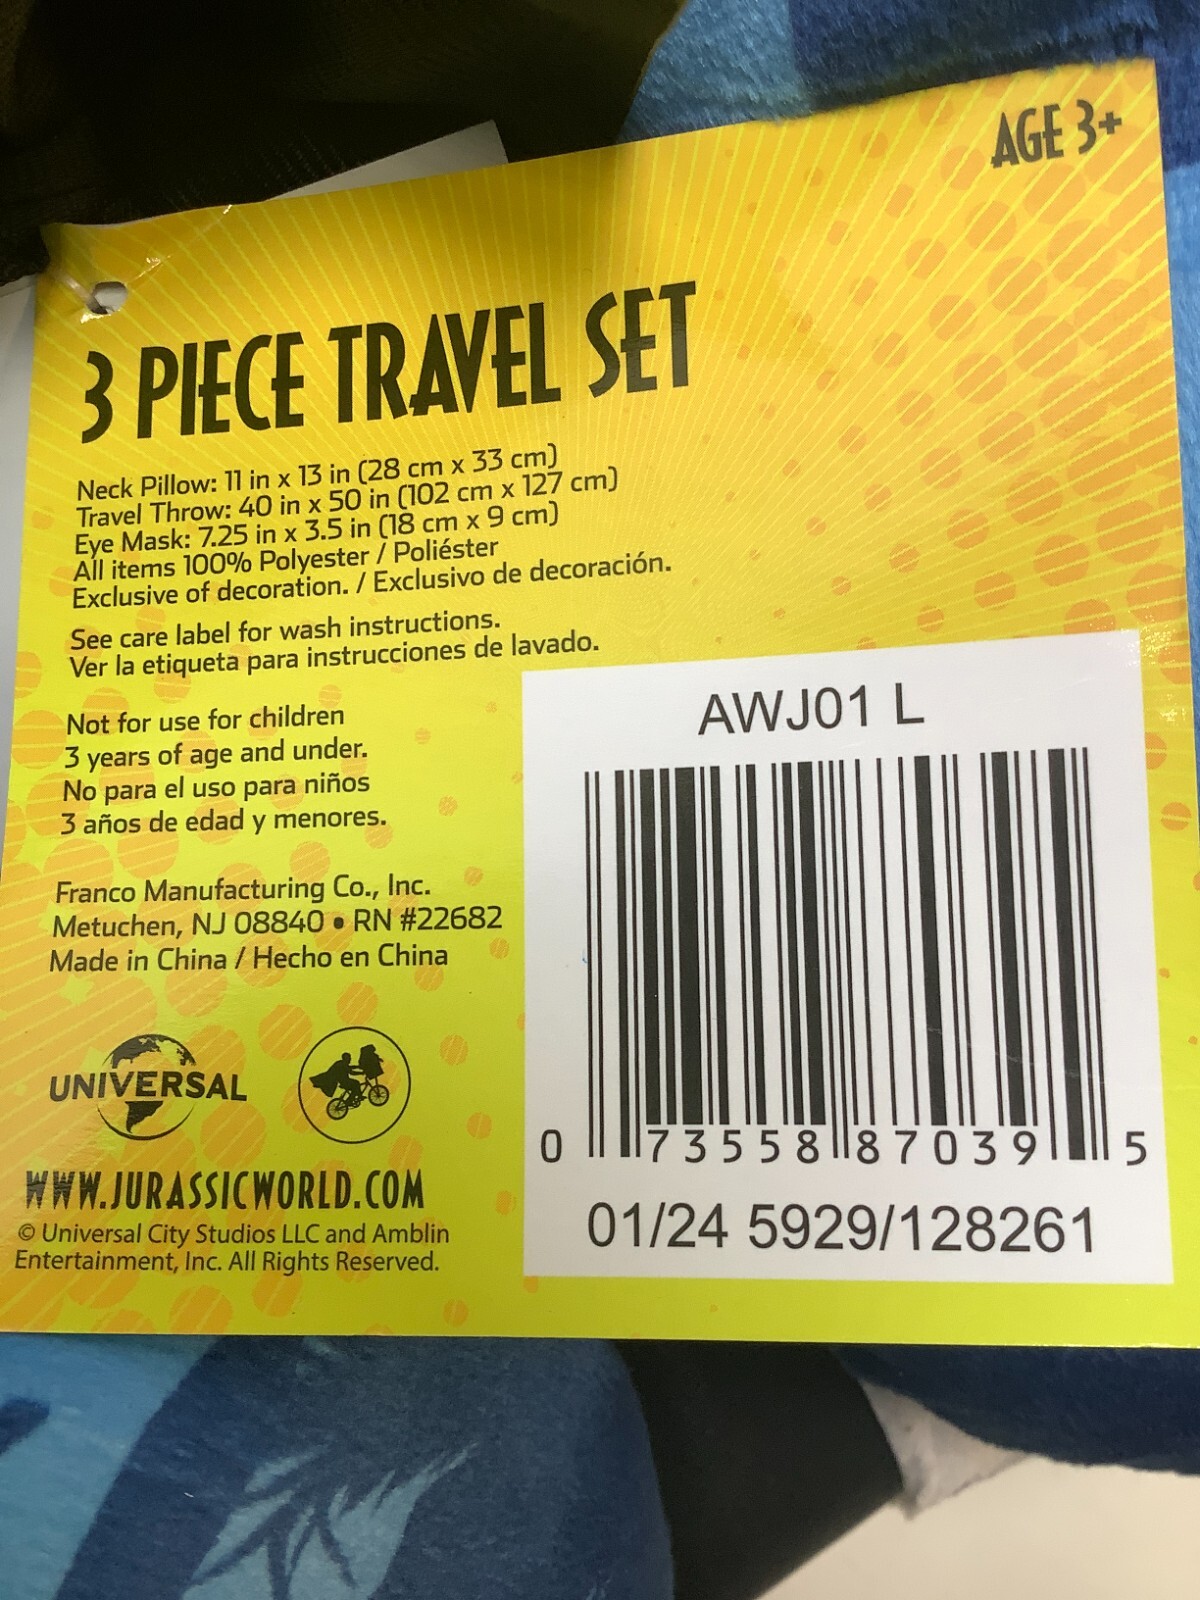 AGE 3+
3 PIECE TRAVEL SET
Neck Pillow: 11 in x 13 in (28 cm x 33 cm)
Travel Throw: 40 in x 50 in (102 cm x 127 cm)
Eye Mask: 7.25 in x 3.5 in (18 cm x 9 cm)
All items 100% Polyester / Poliéster
Exclusive of decoration. / Exclusivo de decoración.
See care label for wash instructions.
Ver la etiqueta para instrucciones de lavado.
Not for use for children
3 years of age and under.
No para el uso para niños
3 años de edad y menores.
Franco Manufacturing Co., Inc.
Metuchen, NJ 08840 • RN #22682
Made in China / Hecho en China
UNIVERSAL
WWW.JURASSICWORLD.COM
© Universal City Studios LLC and Amblin
Entertainment, Inc. All Rights Reserved.
AWJ01 L
0 73558 87039 5
01/24 5929/128261